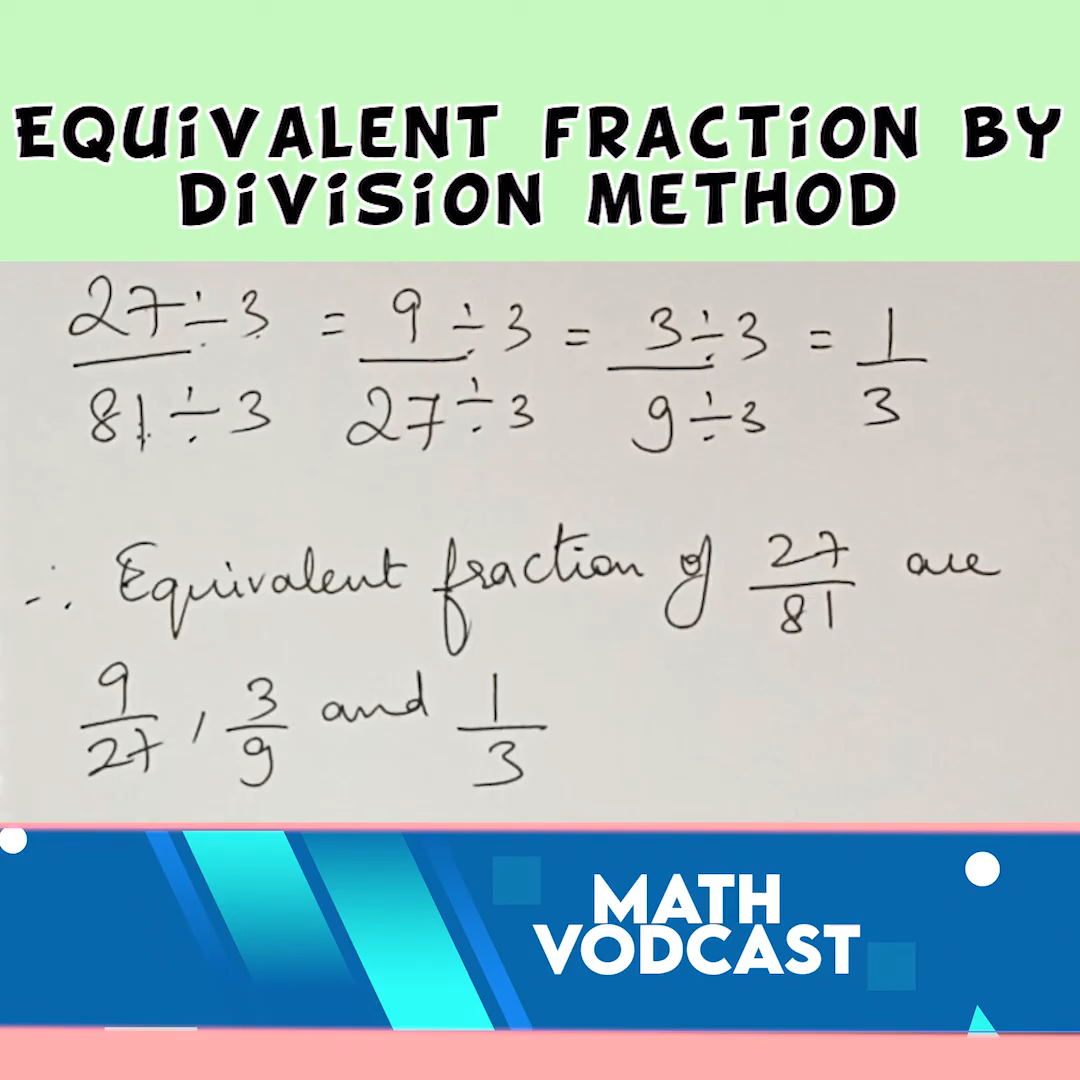 EQUIVALENT FRACTION BY
DIVISION METHOD
27÷3/81÷3 = 9÷3/27÷3 = 3÷3/9÷3 = 1/3
∴ Equivalent fraction of 27/81 are
9/27, 3/9 and 1/3
MATH
VODCAST